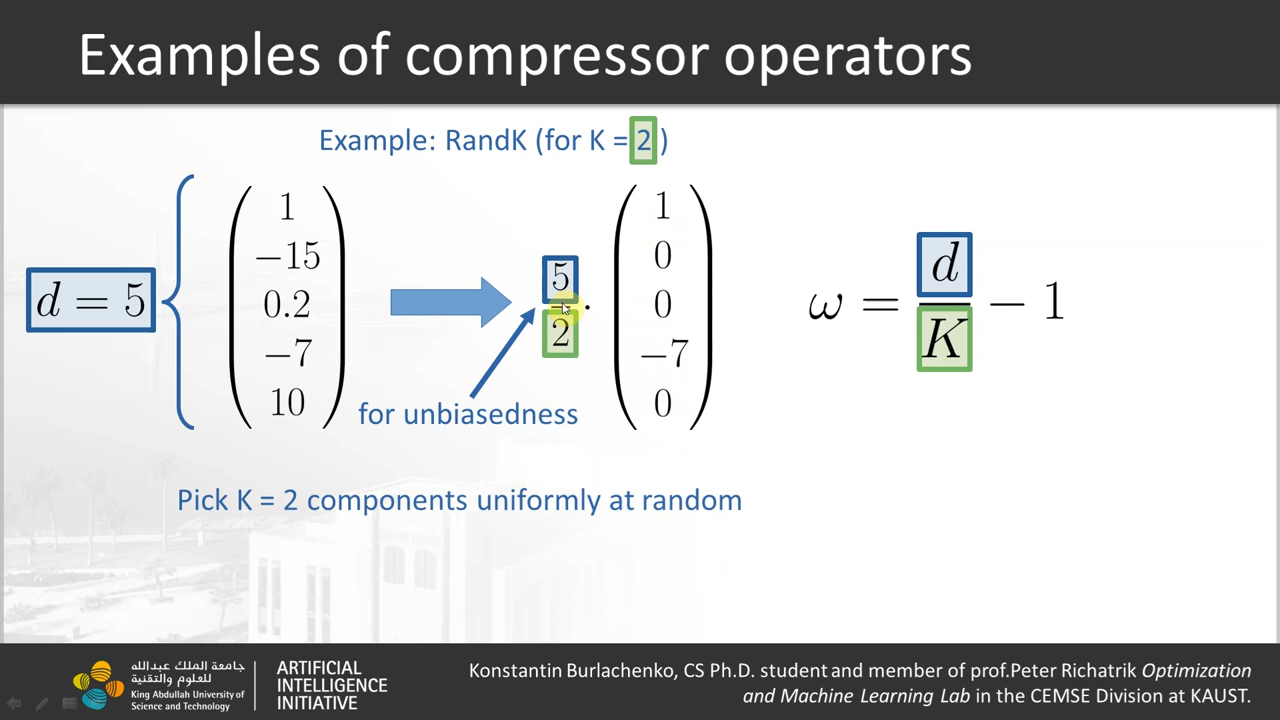 Examples of compressor operators
Example: RandK (for K = 2 )
d = 5
1
−15
0.2
−7
10
5
2
·
1
0
0
−7
0
for unbiasedness
ω = d/K − 1
Pick K = 2 components uniformly at random
جامعة الملك عبدالله
للعلوم والتقنية
King Abdullah University of
Science and Technology
ARTIFICIAL
INTELLIGENCE
INITIATIVE
Konstantin Burlachenko, CS Ph.D. student and member of prof.Peter Richatrik Optimization
and Machine Learning Lab in the CEMSE Division at KAUST.